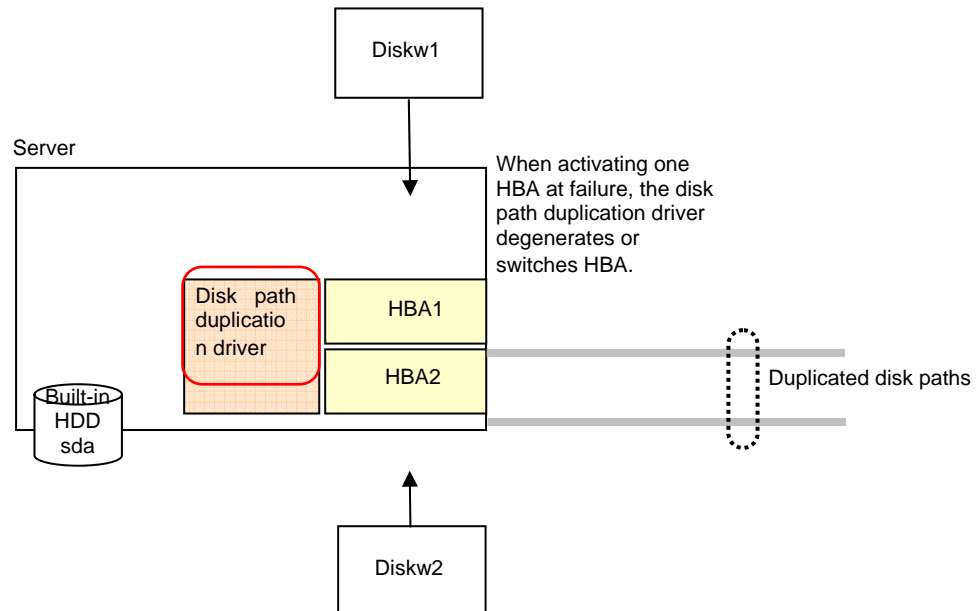 Diskw1
Server
When activating one
HBA at failure, the disk
path duplication driver
degenerates or
switches HBA.
Disk path
duplicatio
n driver
HBA1
HBA2
Duplicated disk paths
Built-in
HDD
sda
Diskw2